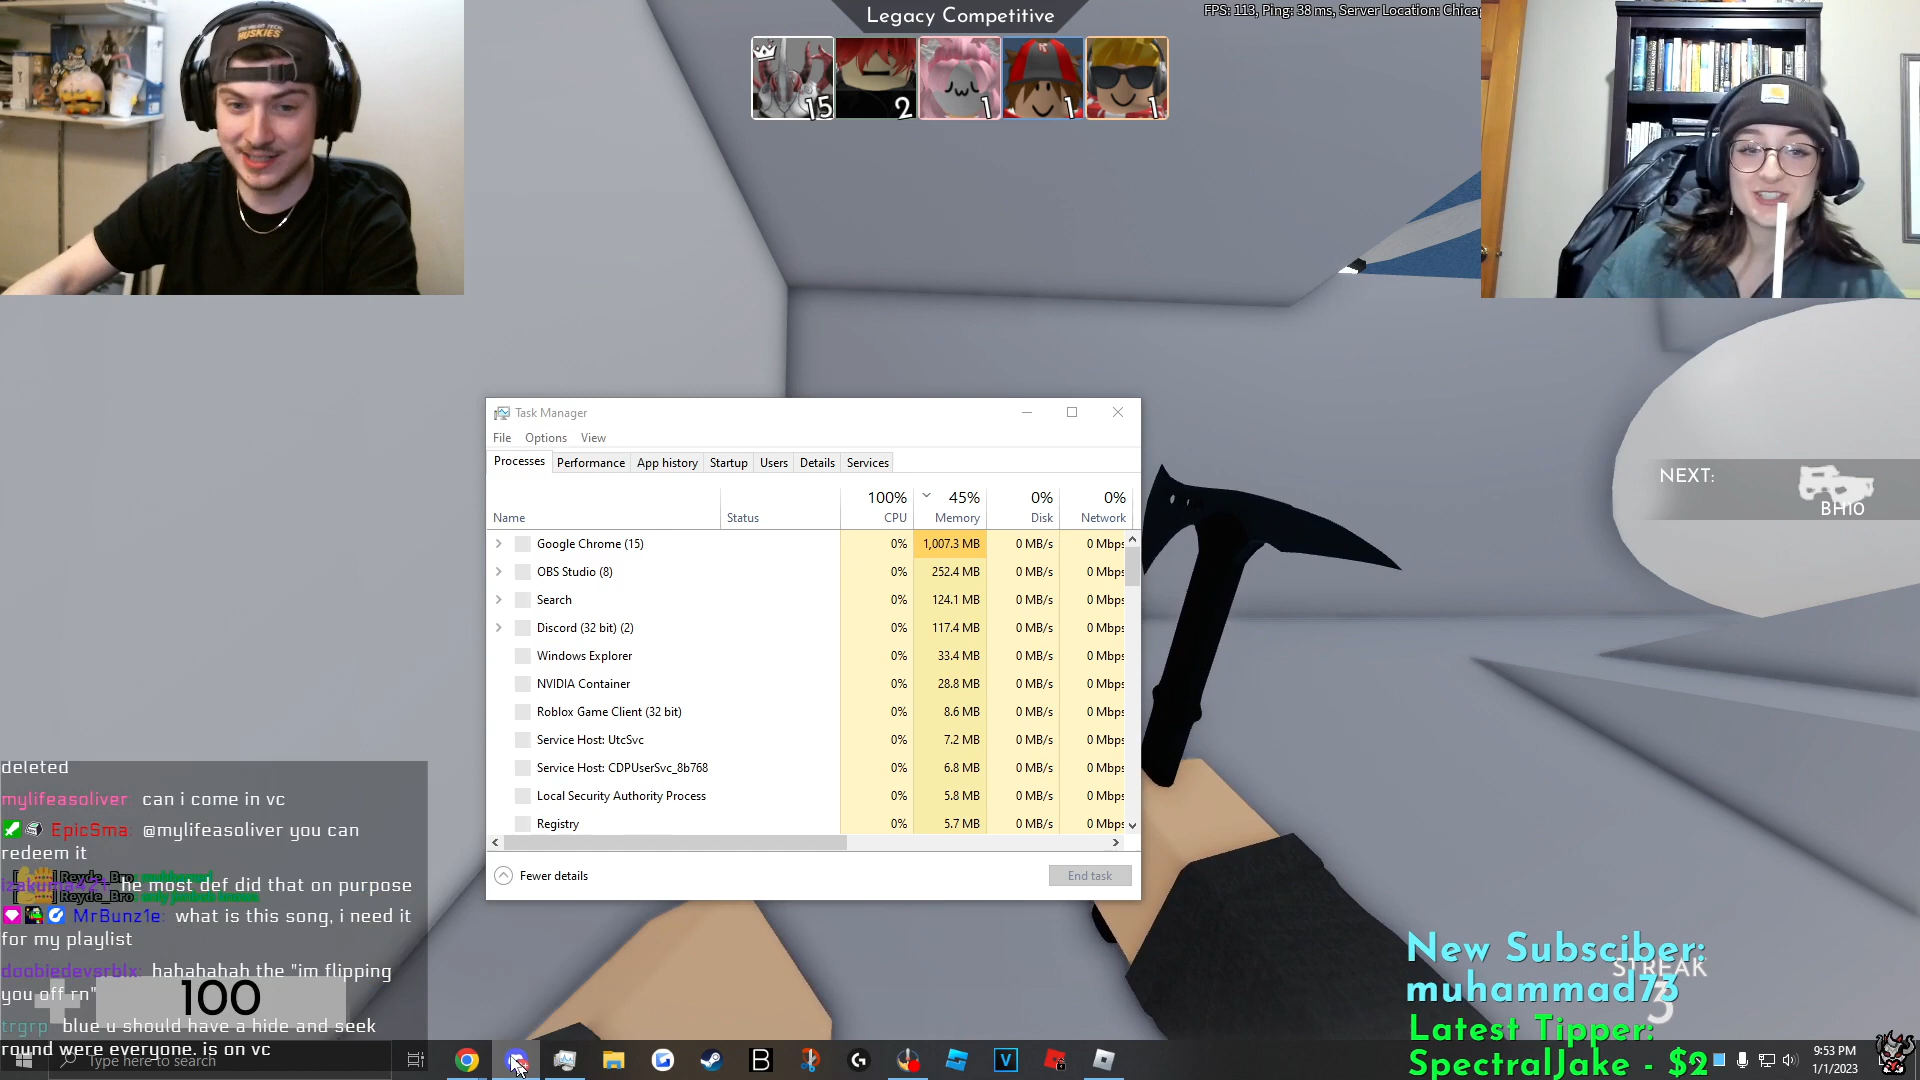 HUSKIES
Legacy Competitive
FPS: 113, Ping: 38 ms, Server Location: Chicag
15
2
1
1
1
Task Manager
File Options View
Processes Performance App history Startup Users Details Services
100% 45% 0% 0%
Name Status CPU Memory Disk Network
Google Chrome (15) 0% 1,007.3 MB 0 MB/s 0 Mbps
OBS Studio (8) 0% 252.4 MB 0 MB/s 0 Mbps
Search 0% 124.1 MB 0 MB/s 0 Mbps
Discord (32 bit) (2) 0% 117.4 MB 0 MB/s 0 Mbps
Windows Explorer 0% 33.4 MB 0 MB/s 0 Mbps
NVIDIA Container 0% 28.8 MB 0 MB/s 0 Mbps
Roblox Game Client (32 bit) 0% 8.6 MB 0 MB/s 0 Mbps
Service Host: UtcSvc 0% 7.2 MB 0 MB/s 0 Mbps
Service Host: CDPUserSvc_8b768 0% 6.8 MB 0 MB/s 0 Mbps
Local Security Authority Process 0% 5.8 MB 0 MB/s 0 Mbps
Registry 0% 5.7 MB 0 MB/s 0 Mbps
Fewer details
End task
NEXT:
BH10
deleted
mylifeasoliver: can i come in vc
EpicSma: @mylifeasoliver you can
redeem it
Reyde_Bro:
he most def did that on purpose
Reyde_Bro:
MrBunz1e: what is this song, i need it
for my playlist
doobiedevsrblx: hahahahah the "im flipping
you off rn"
100
trgrp: blue u should have a hide and seek
round were everyone. is on vc
Type here to search
New Subsciber:
muhammad73
STREAK
3
Latest Tipper:
SpectralJake - $2
9:53 PM
1/1/2023